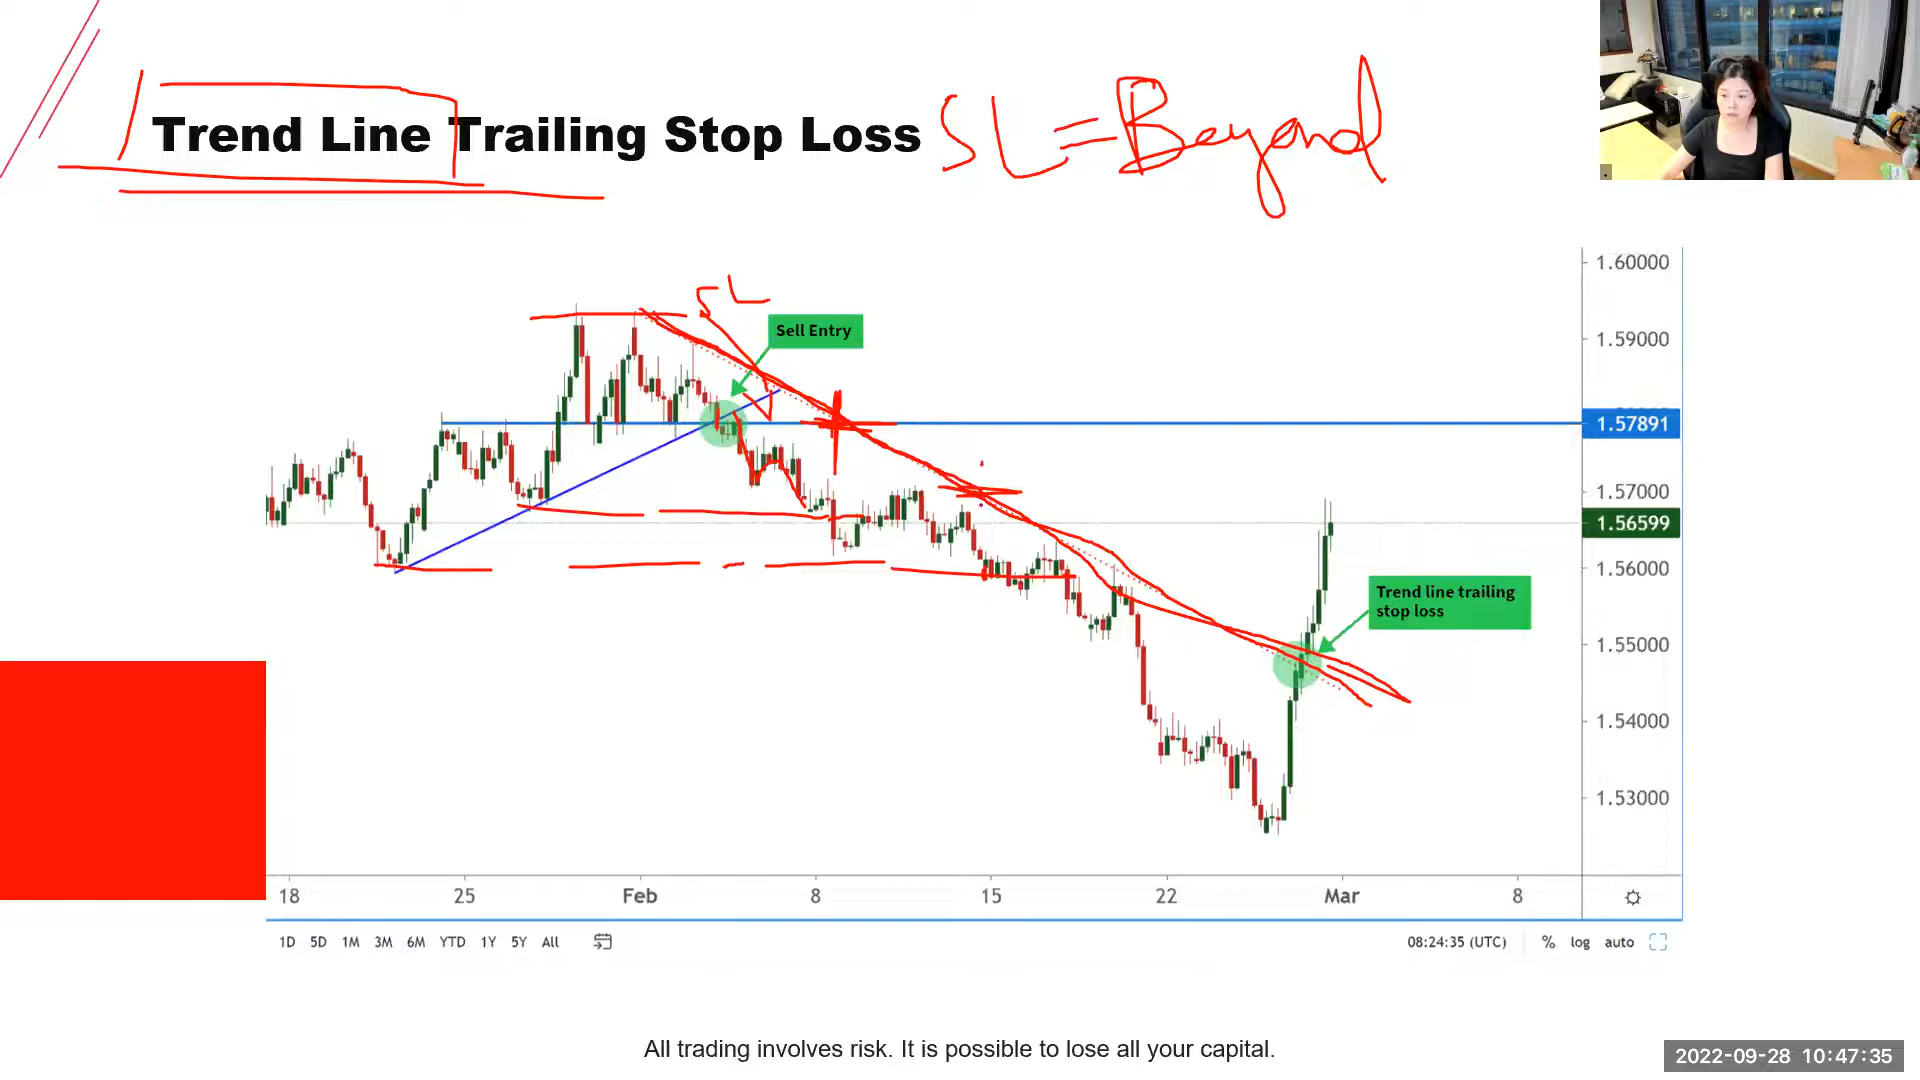 Trend Line Trailing Stop Loss SL=Beyond
SL
Sell Entry
1.60000
1.59000
1.57891
1.57000
1.56599
1.56000
Trend line trailing
stop loss
1.55000
1.54000
1.53000
18 25 Feb 8 15 22 Mar 8
1D 5D 1M 3M 6M YTD 1Y 5Y All 08:24:35 (UTC) % log auto
All trading involves risk. It is possible to lose all your capital.
2022-09-28 10:47:35